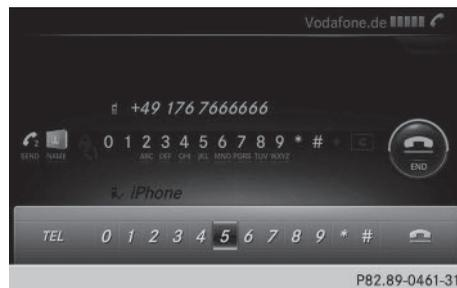 Vodafone.de
+49 176 7666666
SEND NAME 0 1 2 3 4 5 6 7 8 9 * # + C
ABC DEF GHI JKL MNO PQRS TUV WXYZ END
iPhone
TEL 0 1 2 3 4 5 6 7 8 9 * #
P82.89-0461-31